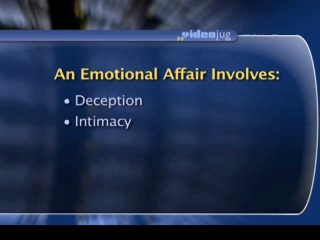 videojug
An Emotional Affair Involves:
• Deception
• Intimacy